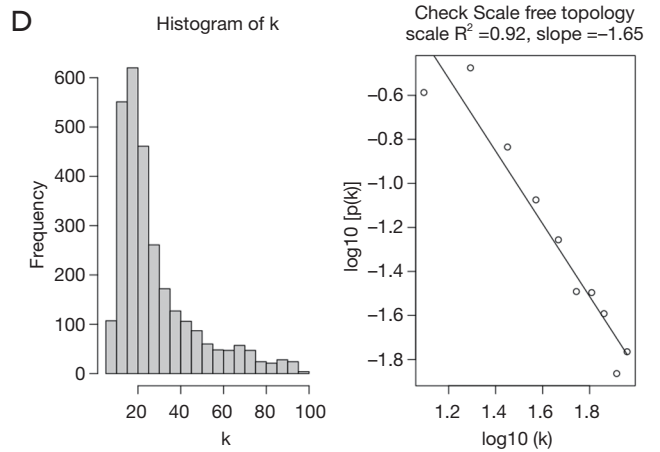 D
Histogram of k
Frequency
600
500
400
300
200
100
0
20 40 60 80 100
k
Check Scale free topology
scale R² =0.92, slope =−1.65
log10 [p(k)]
−0.6
−0.8
−1.0
−1.2
−1.4
−1.6
−1.8
1.2 1.4 1.6 1.8
log10 (k)